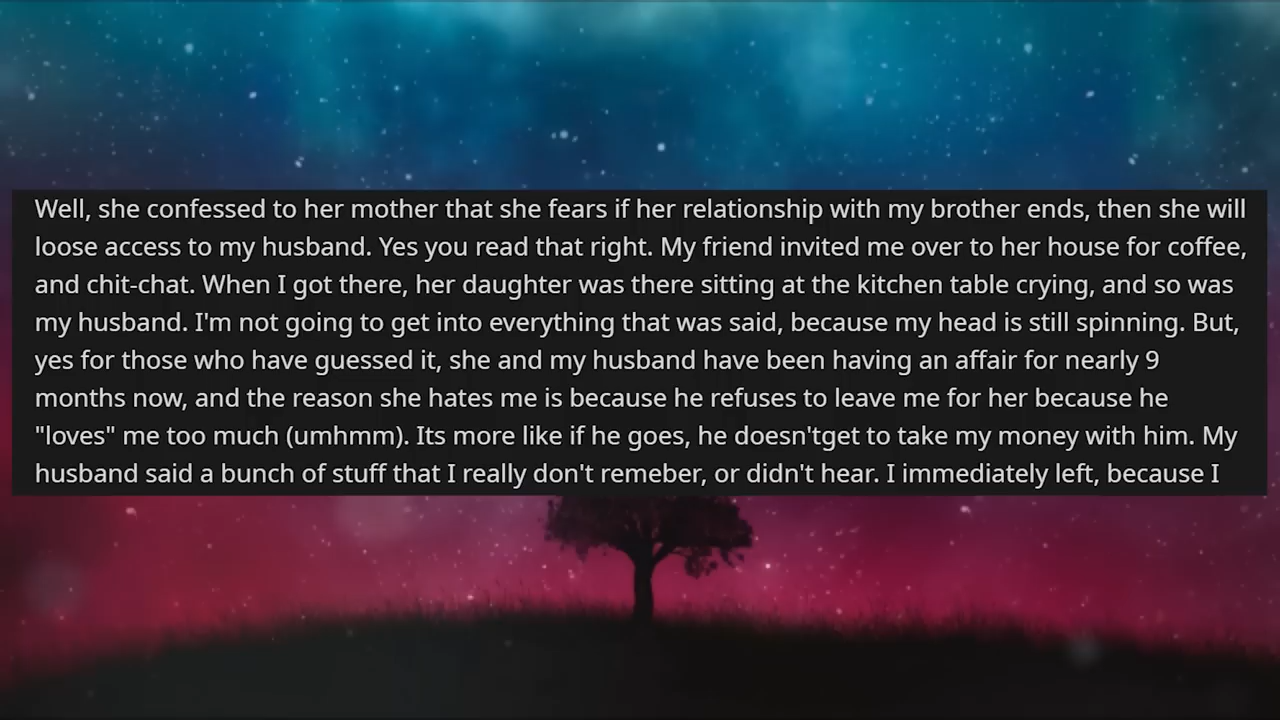 Well, she confessed to her mother that she fears if her relationship with my brother ends, then she will
loose access to my husband. Yes you read that right. My friend invited me over to her house for coffee,
and chit-chat. When I got there, her daughter was there sitting at the kitchen table crying, and so was
my husband. I'm not going to get into everything that was said, because my head is still spinning. But,
yes for those who have guessed it, she and my husband have been having an affair for nearly 9
months now, and the reason she hates me is because he refuses to leave me for her because he
"loves" me too much (umhmm). Its more like if he goes, he doesn'tget to take my money with him. My
husband said a bunch of stuff that I really don't remeber, or didn't hear. I immediately left, because I